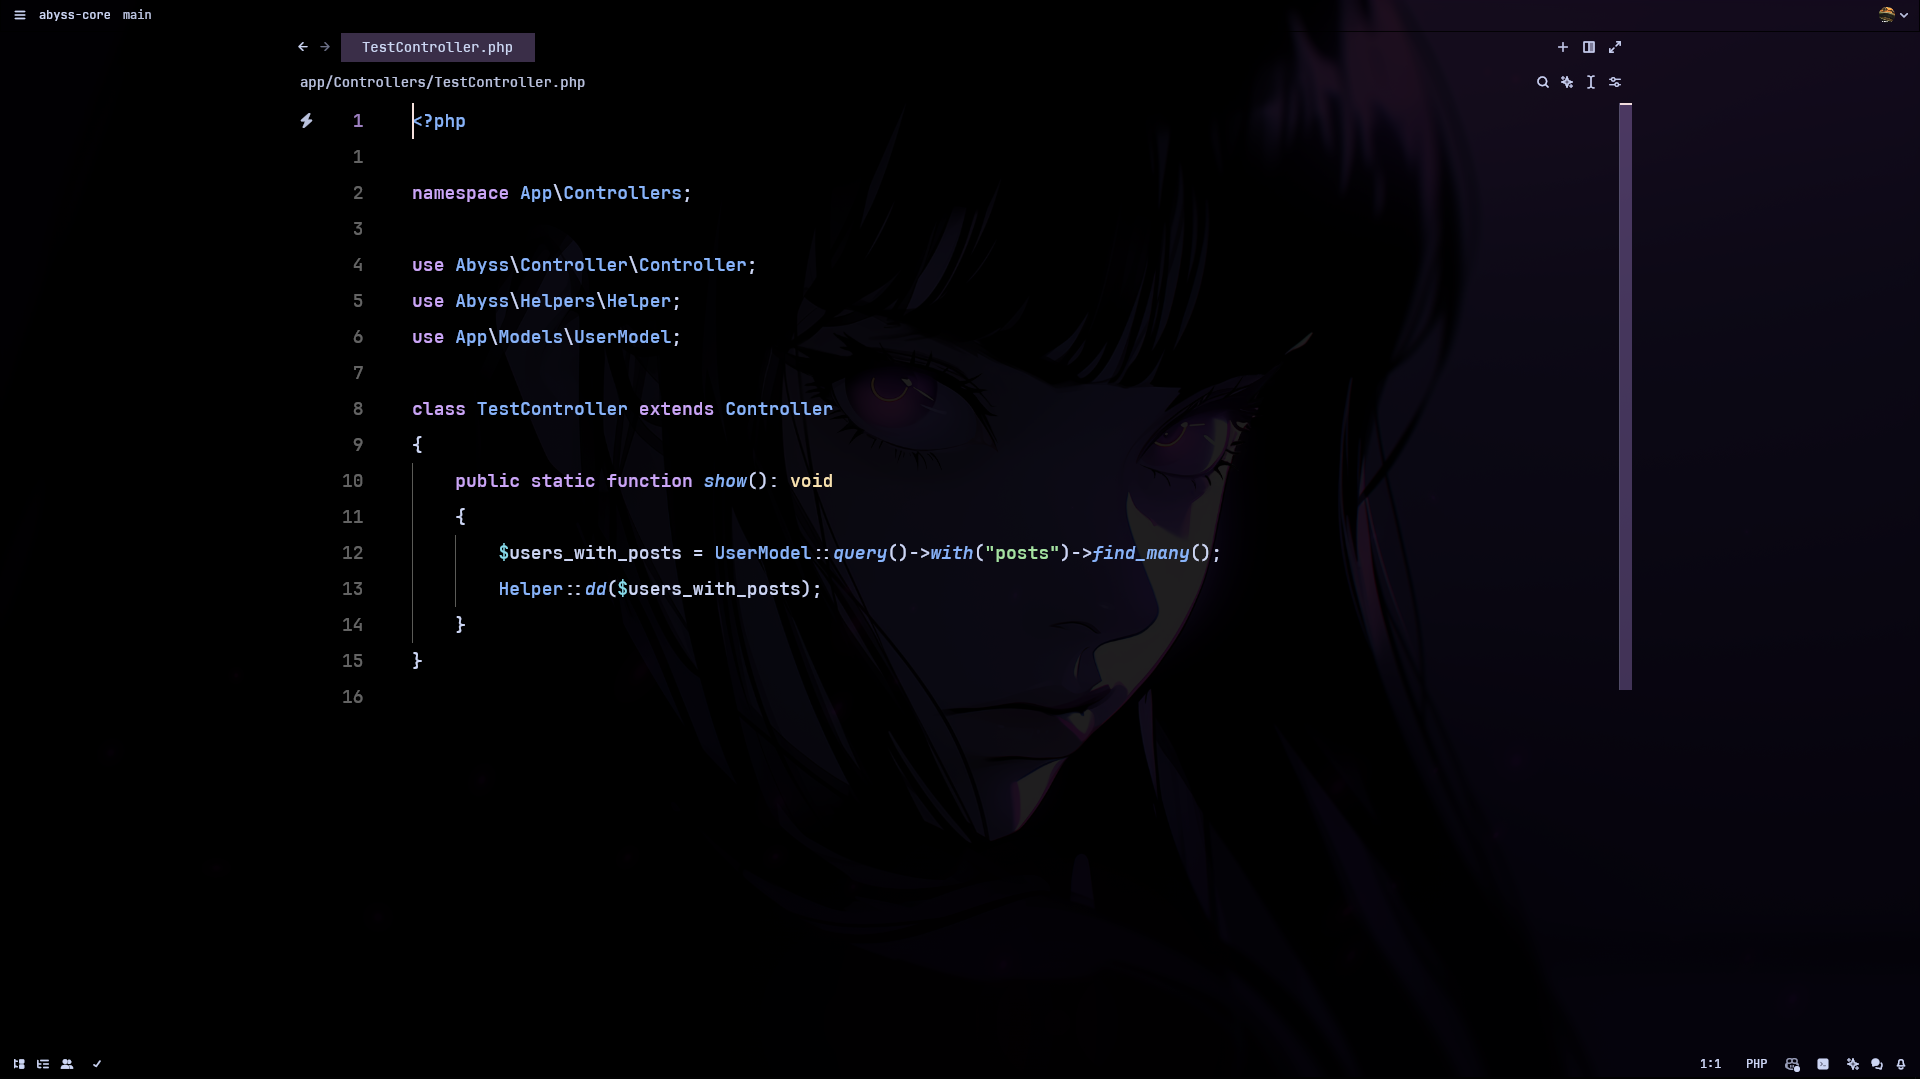 abyss-core main
TestController.php
app/Controllers/TestController.php
1 <?php
1
2 namespace App\Controllers;
3
4 use Abyss\Controller\Controller;
5 use Abyss\Helpers\Helper;
6 use App\Models\UserModel;
7
8 class TestController extends Controller
9 {
10     public static function show(): void
11     {
12         $users_with_posts = UserModel::query()->with("posts")->find_many();
13         Helper::dd($users_with_posts);
14     }
15 }
16
1:1 PHP